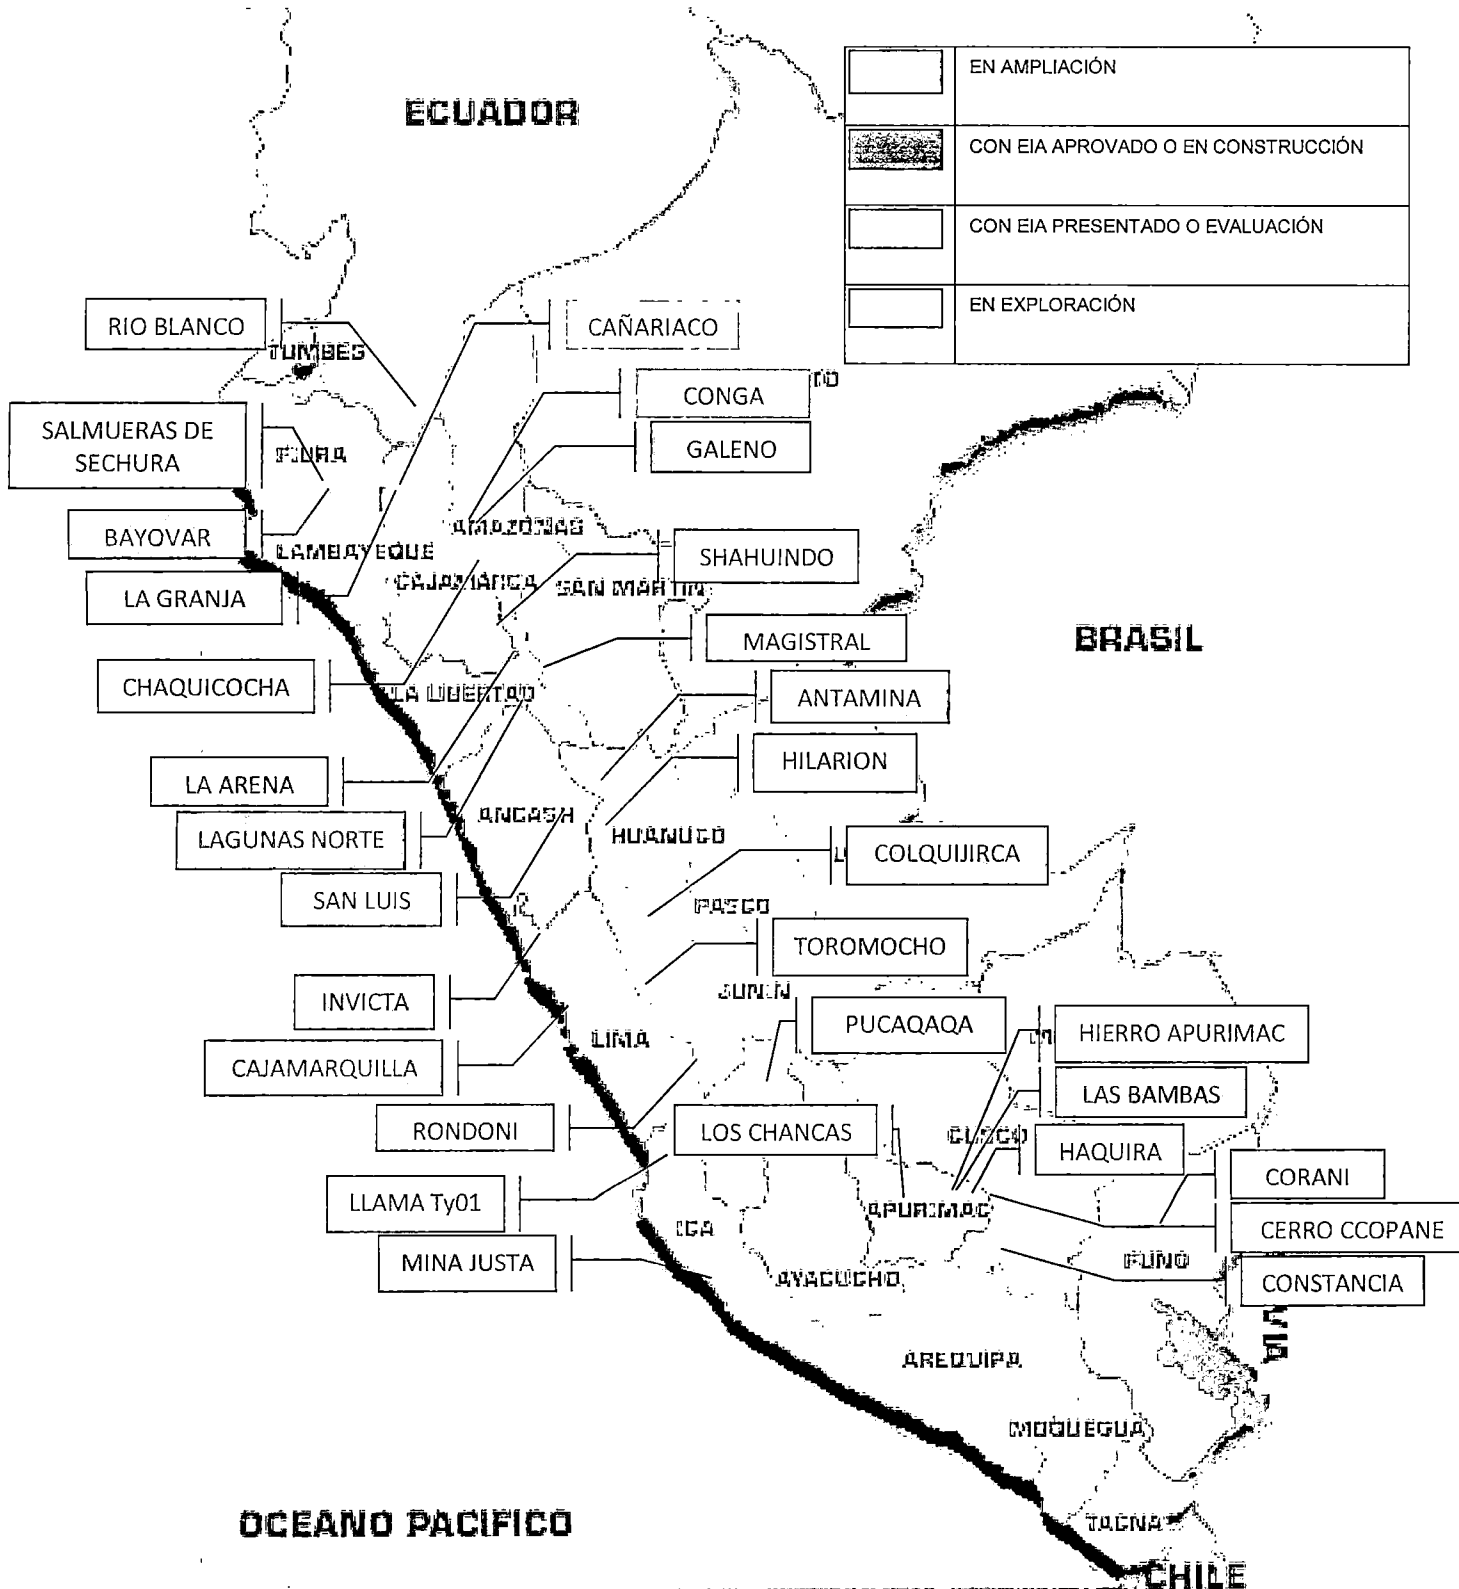 ECUADOR
EN AMPLIACIÓN
CON EIA APROVADO O EN CONSTRUCCIÓN
CON EIA PRESENTADO O EVALUACIÓN
EN EXPLORACIÓN
RIO BLANCO
CAÑARIACO
TUMBES
CONGA
SALMUERAS DE
SECHURA
PIURA
GALENO
AMAZONAS
BAYOVAR
LAMBAYEQUE
SHAHUINDO
CAJAMARCA
SAN MARTIN
LA GRANJA
MAGISTRAL
BRASIL
CHAQUICOCHA
LA LIBERTAD
ANTAMINA
LA ARENA
HILARION
ANCASH
LAGUNAS NORTE
HUANUCO
COLQUIJIRCA
SAN LUIS
PASCO
TOROMOCHO
JUNIN
INVICTA
PUCAQAQA
HIERRO APURIMAC
LIMA
CAJAMARQUILLA
LAS BAMBAS
RONDONI
LOS CHANCAS
CUSCO
HAQUIRA
CORANI
LLAMA Ty01
APURIMAC
ICA
CERRO CCOPANE
MINA JUSTA
PUNO
AYACUCHO
CONSTANCIA
AREQUIPA
MOQUEGUA
OCEANO PACIFICO
TACNA
CHILE